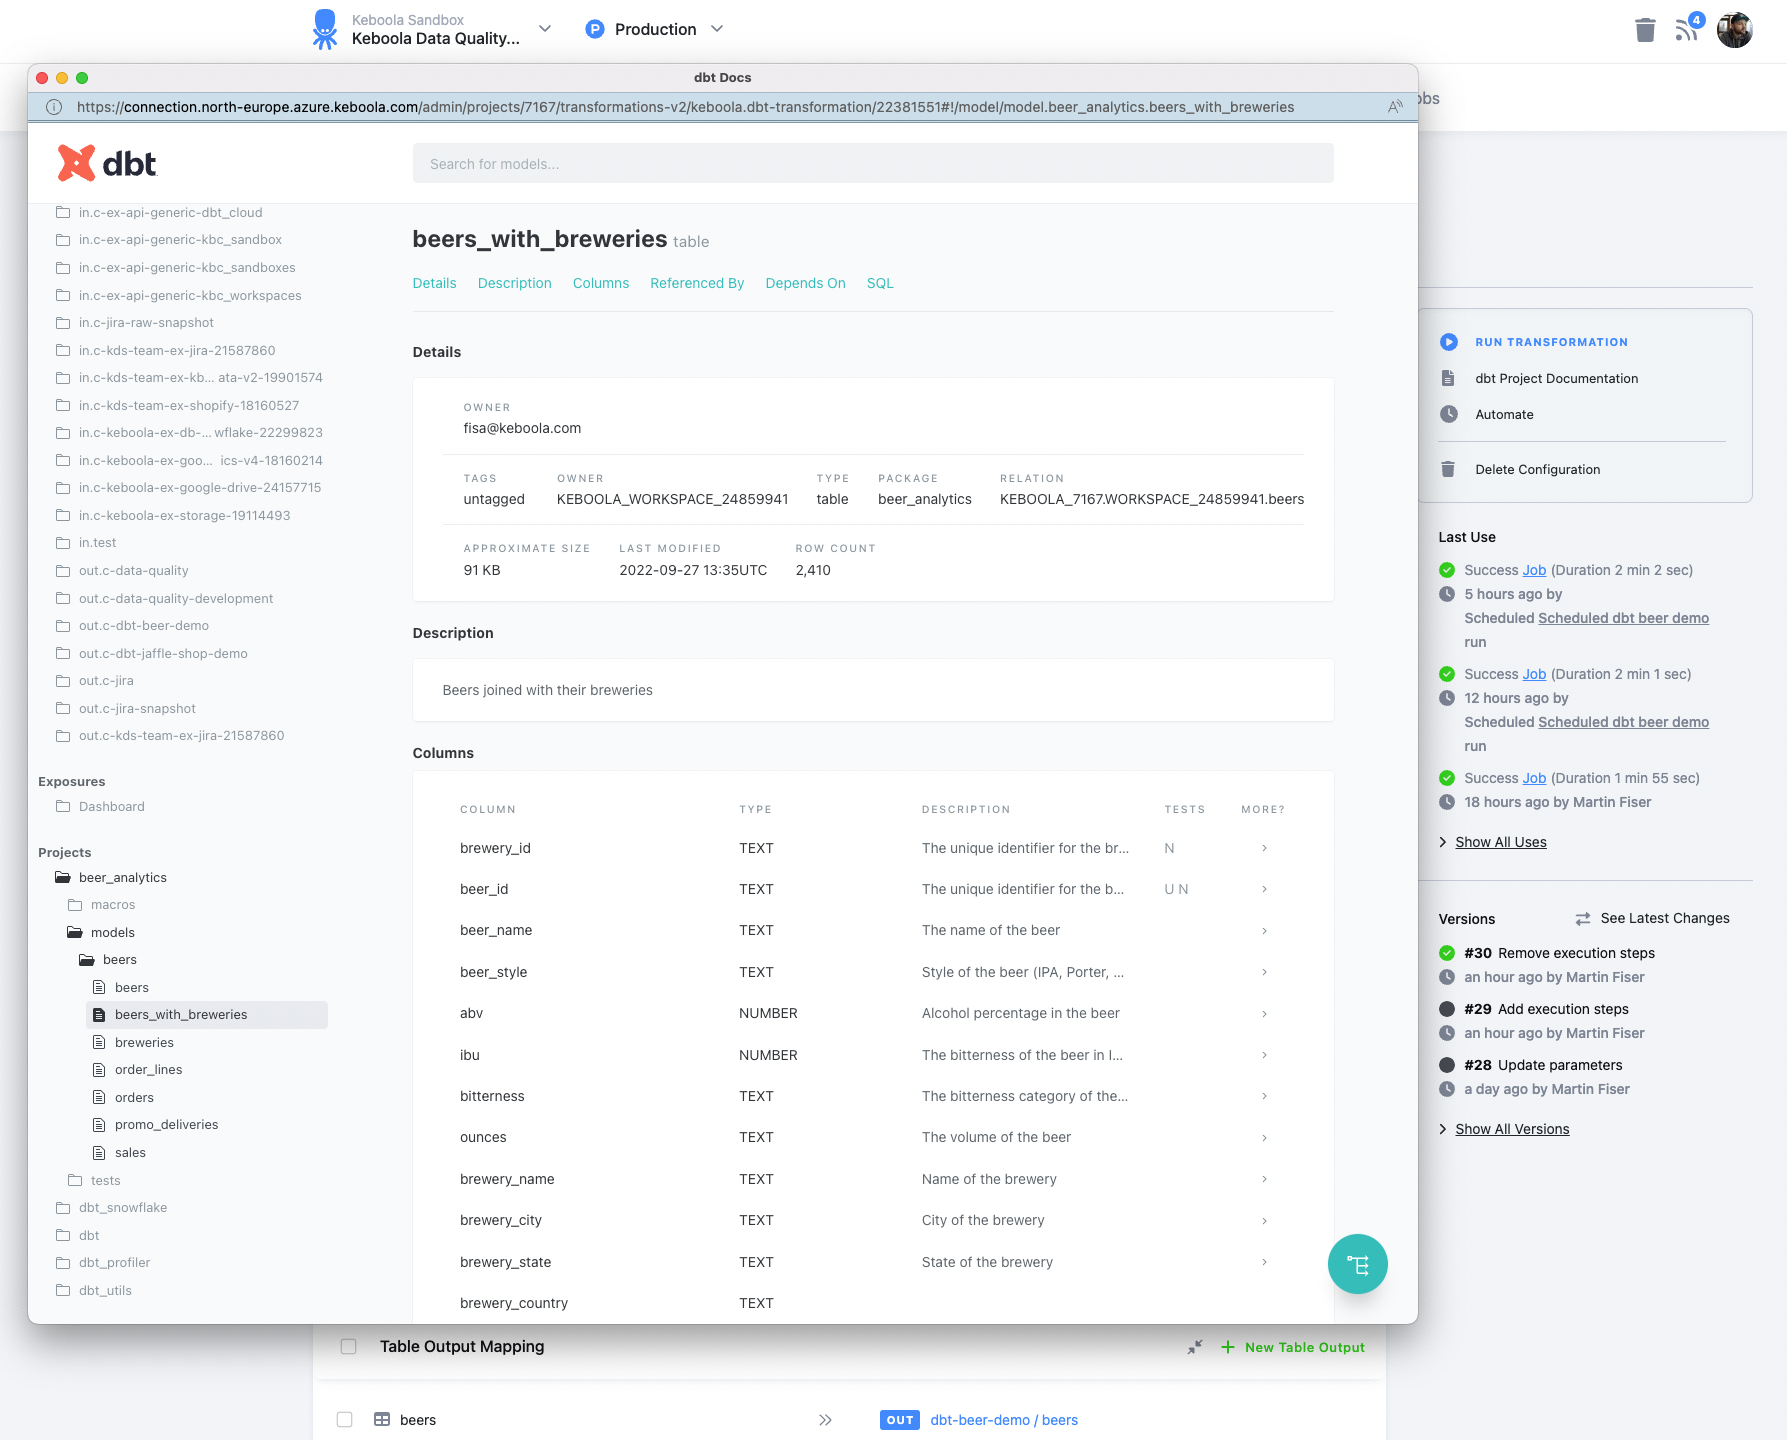 Keboola Sandbox
Keboola Data Quality...
P Production
4
dbt Docs
https://connection.north-europe.azure.keboola.com/admin/projects/7167/transformations-v2/keboola.dbt-transformation/22381551#!/model/model.beer_analytics.beers_with_breweries
dbt
Search for models...
in.c-ex-api-generic-dbt_cloud
in.c-ex-api-generic-kbc_sandbox
in.c-ex-api-generic-kbc_sandboxes
in.c-ex-api-generic-kbc_workspaces
in.c-jira-raw-snapshot
in.c-kds-team-ex-jira-21587860
in.c-kds-team-ex-kb... ata-v2-19901574
in.c-kds-team-ex-shopify-18160527
in.c-keboola-ex-db-... wflake-22299823
in.c-keboola-ex-goo... ics-v4-18160214
in.c-keboola-ex-google-drive-24157715
in.c-keboola-ex-storage-19114493
in.test
out.c-data-quality
out.c-data-quality-development
out.c-dbt-beer-demo
out.c-dbt-jaffle-shop-demo
out.c-jira
out.c-jira-snapshot
out.c-kds-team-ex-jira-21587860
Exposures
Dashboard
Projects
beer_analytics
macros
models
beers
beers
beers_with_breweries
breweries
order_lines
orders
promo_deliveries
sales
tests
dbt_snowflake
dbt
dbt_profiler
dbt_utils
beers_with_breweries table
Details Description Columns Referenced By Depends On SQL
Details
OWNER
fisa@keboola.com
TAGS OWNER TYPE PACKAGE RELATION
untagged KEBOOLA_WORKSPACE_24859941 table beer_analytics KEBOOLA_7167.WORKSPACE_24859941.beers
APPROXIMATE SIZE LAST MODIFIED ROW COUNT
91 KB 2022-09-27 13:35UTC 2,410
Description
Beers joined with their breweries
Columns
COLUMN TYPE DESCRIPTION TESTS MORE?
brewery_id TEXT The unique identifier for the br... N
beer_id TEXT The unique identifier for the b... U N
beer_name TEXT The name of the beer
beer_style TEXT Style of the beer (IPA, Porter, ...
abv NUMBER Alcohol percentage in the beer
ibu NUMBER The bitterness of the beer in I...
bitterness TEXT The bitterness category of the...
ounces TEXT The volume of the beer
brewery_name TEXT Name of the brewery
brewery_city TEXT City of the brewery
brewery_state TEXT State of the brewery
brewery_country TEXT
RUN TRANSFORMATION
dbt Project Documentation
Automate
Delete Configuration
Last Use
Success Job (Duration 2 min 2 sec)
5 hours ago by
Scheduled Scheduled dbt beer demo
run
Success Job (Duration 2 min 1 sec)
12 hours ago by
Scheduled Scheduled dbt beer demo
run
Success Job (Duration 1 min 55 sec)
18 hours ago by Martin Fiser
Show All Uses
Versions See Latest Changes
#30 Remove execution steps
an hour ago by Martin Fiser
#29 Add execution steps
an hour ago by Martin Fiser
#28 Update parameters
a day ago by Martin Fiser
Show All Versions
Table Output Mapping New Table Output
beers OUT dbt-beer-demo / beers